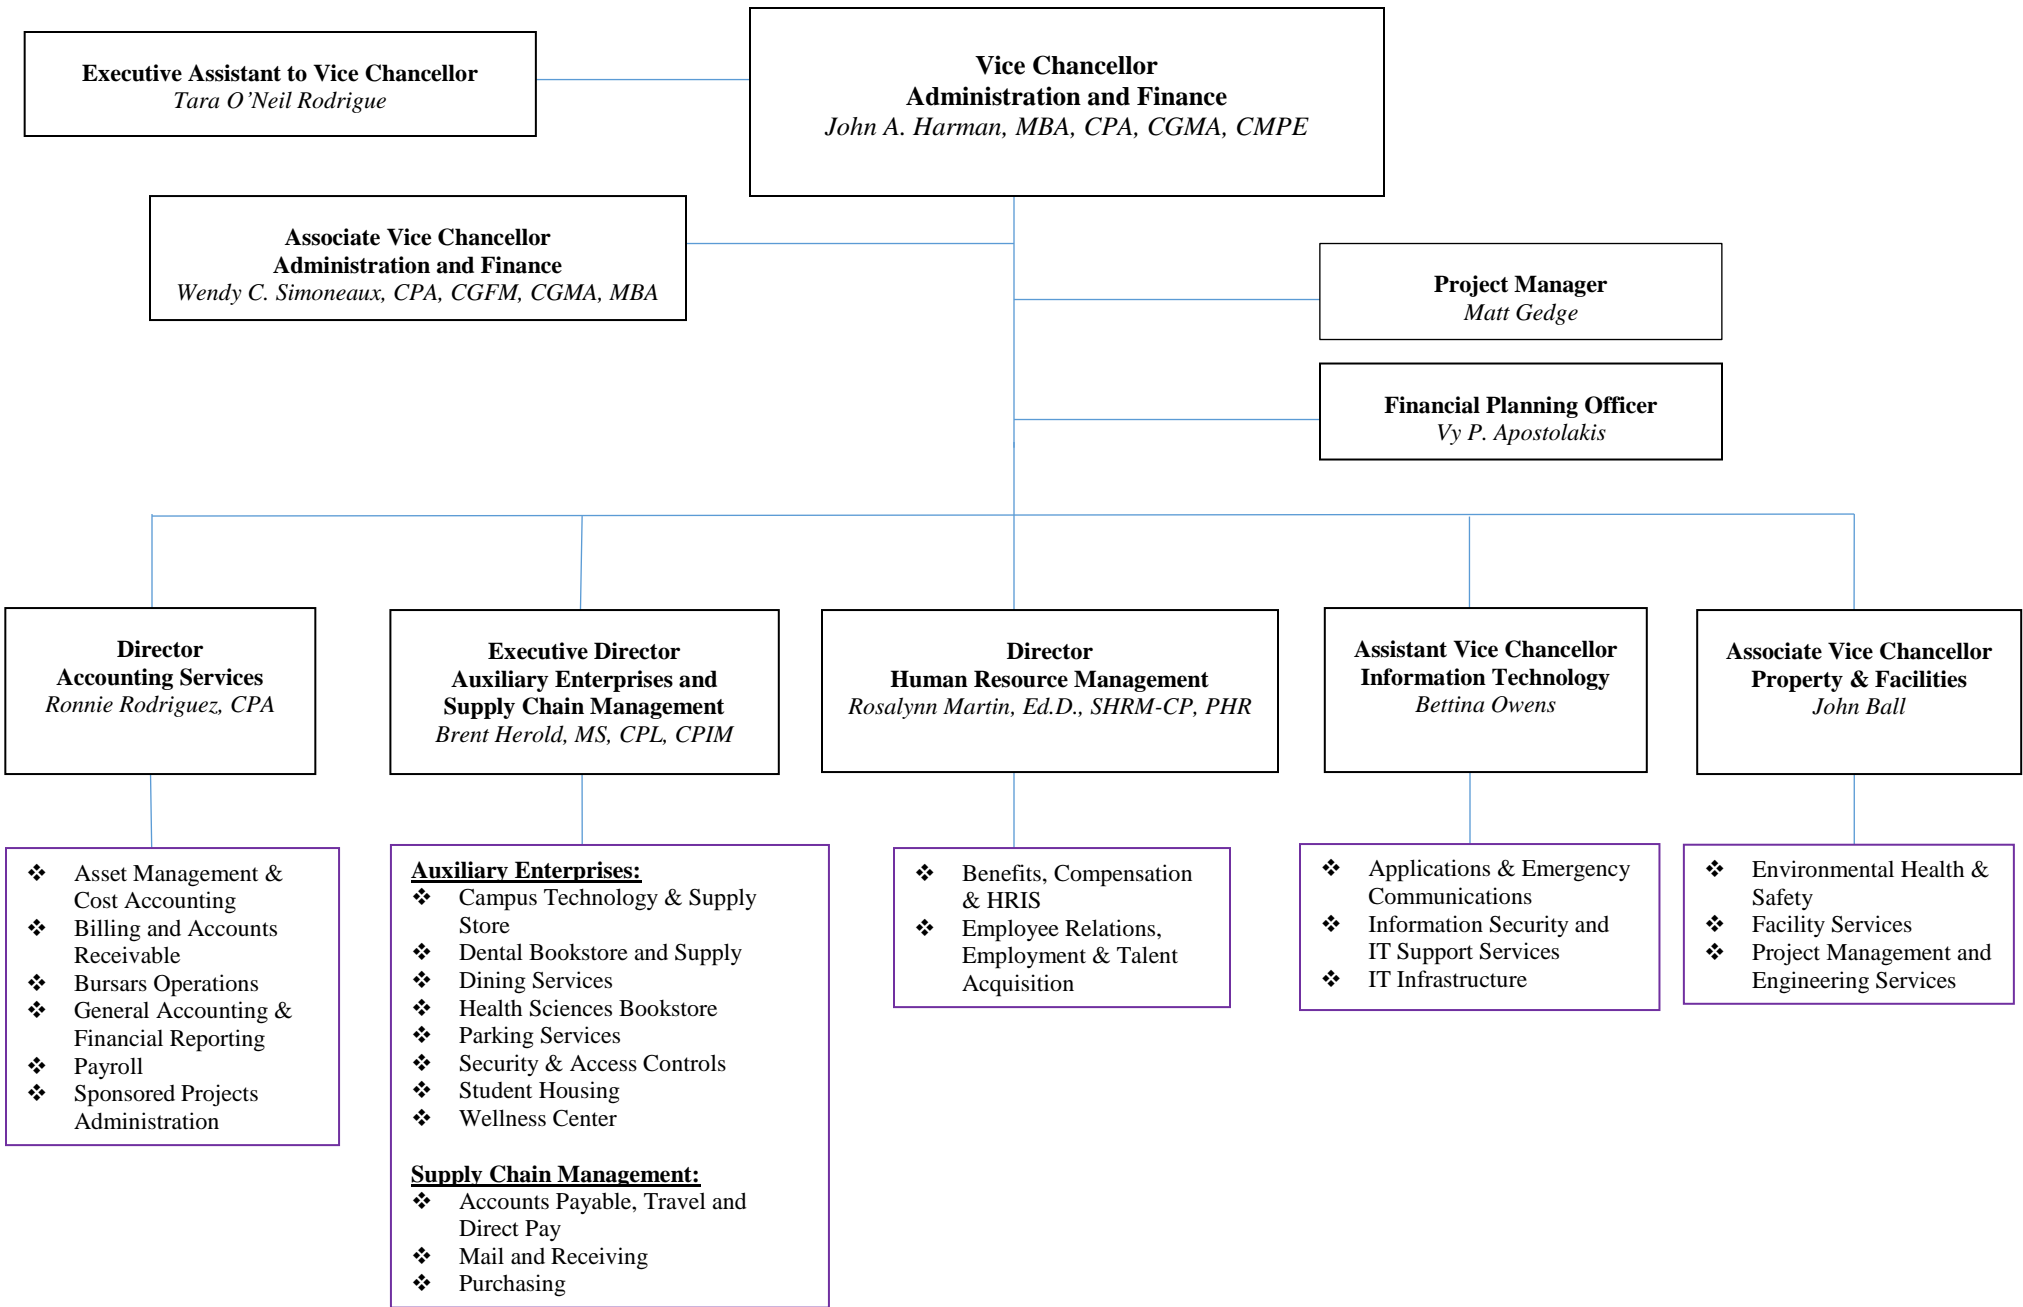 Executive Assistant to Vice Chancellor
Tara O’Neil Rodrigue
Vice Chancellor
Administration and Finance
John A. Harman, MBA, CPA, CGMA, CMPE
Associate Vice Chancellor
Administration and Finance
Wendy C. Simoneaux, CPA, CGFM, CGMA, MBA
Project Manager
Matt Gedge
Financial Planning Officer
Vy P. Apostolakis
Director
Accounting Services
Ronnie Rodriguez, CPA
Executive Director
Auxiliary Enterprises and
Supply Chain Management
Brent Herold, MS, CPL, CPIM
Director
Human Resource Management
Rosalynn Martin, Ed.D., SHRM-CP, PHR
Assistant Vice Chancellor
Information Technology
Bettina Owens
Associate Vice Chancellor
Property & Facilities
John Ball
❖ Asset Management &
Cost Accounting
❖ Billing and Accounts
Receivable
❖ Bursars Operations
❖ General Accounting &
Financial Reporting
❖ Payroll
❖ Sponsored Projects
Administration
Auxiliary Enterprises:
❖ Campus Technology & Supply
Store
❖ Dental Bookstore and Supply
❖ Dining Services
❖ Health Sciences Bookstore
❖ Parking Services
❖ Security & Access Controls
❖ Student Housing
❖ Wellness Center
Supply Chain Management:
❖ Accounts Payable, Travel and
Direct Pay
❖ Mail and Receiving
❖ Purchasing
❖ Benefits, Compensation
& HRIS
❖ Employee Relations,
Employment & Talent
Acquisition
❖ Applications & Emergency
Communications
❖ Information Security and
IT Support Services
❖ IT Infrastructure
❖ Environmental Health &
Safety
❖ Facility Services
❖ Project Management and
Engineering Services